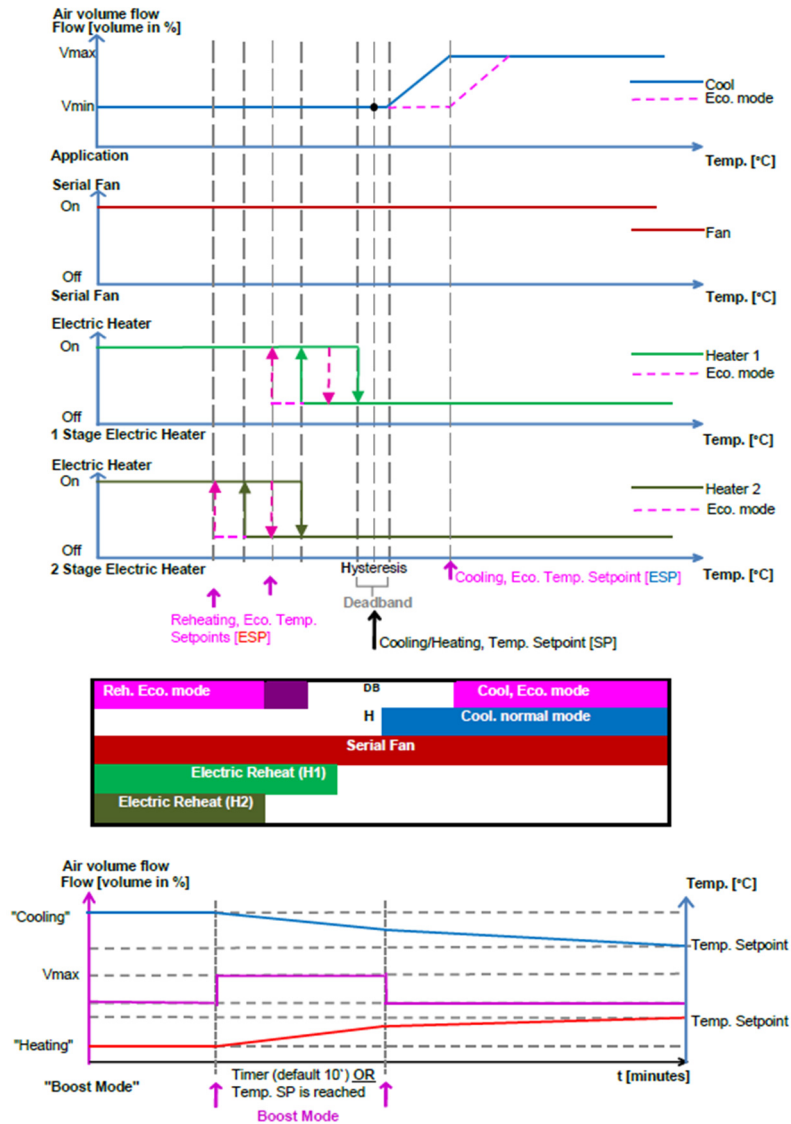 Air volume flow
Flow [volume in %]
Vmax
Cool
Eco. mode
Vmin
Application
Temp. [°C]
Serial Fan
On
Fan
Off
Serial Fan
Temp. [°C]
Electric Heater
On
Heater 1
Eco. mode
Off
1 Stage Electric Heater
Temp. [°C]
Electric Heater
On
Heater 2
Eco. mode
Off
2 Stage Electric Heater
Temp. [°C]
Hysteresis
Cooling, Eco. Temp. Setpoint [ESP]
Deadband
Reheating, Eco. Temp.
Setpoints [ESP]
Cooling/Heating, Temp. Setpoint [SP]
Reh. Eco. mode
DB
Cool, Eco. mode
H
Cool. normal mode
Serial Fan
Electric Reheat (H1)
Electric Reheat (H2)
Air volume flow
Flow [volume in %]
Temp. [°C]
"Cooling"
Temp. Setpoint
Vmax
Temp. Setpoint
"Heating"
"Boost Mode"
Timer (default 10`) OR
Temp. SP is reached
t [minutes]
Boost Mode